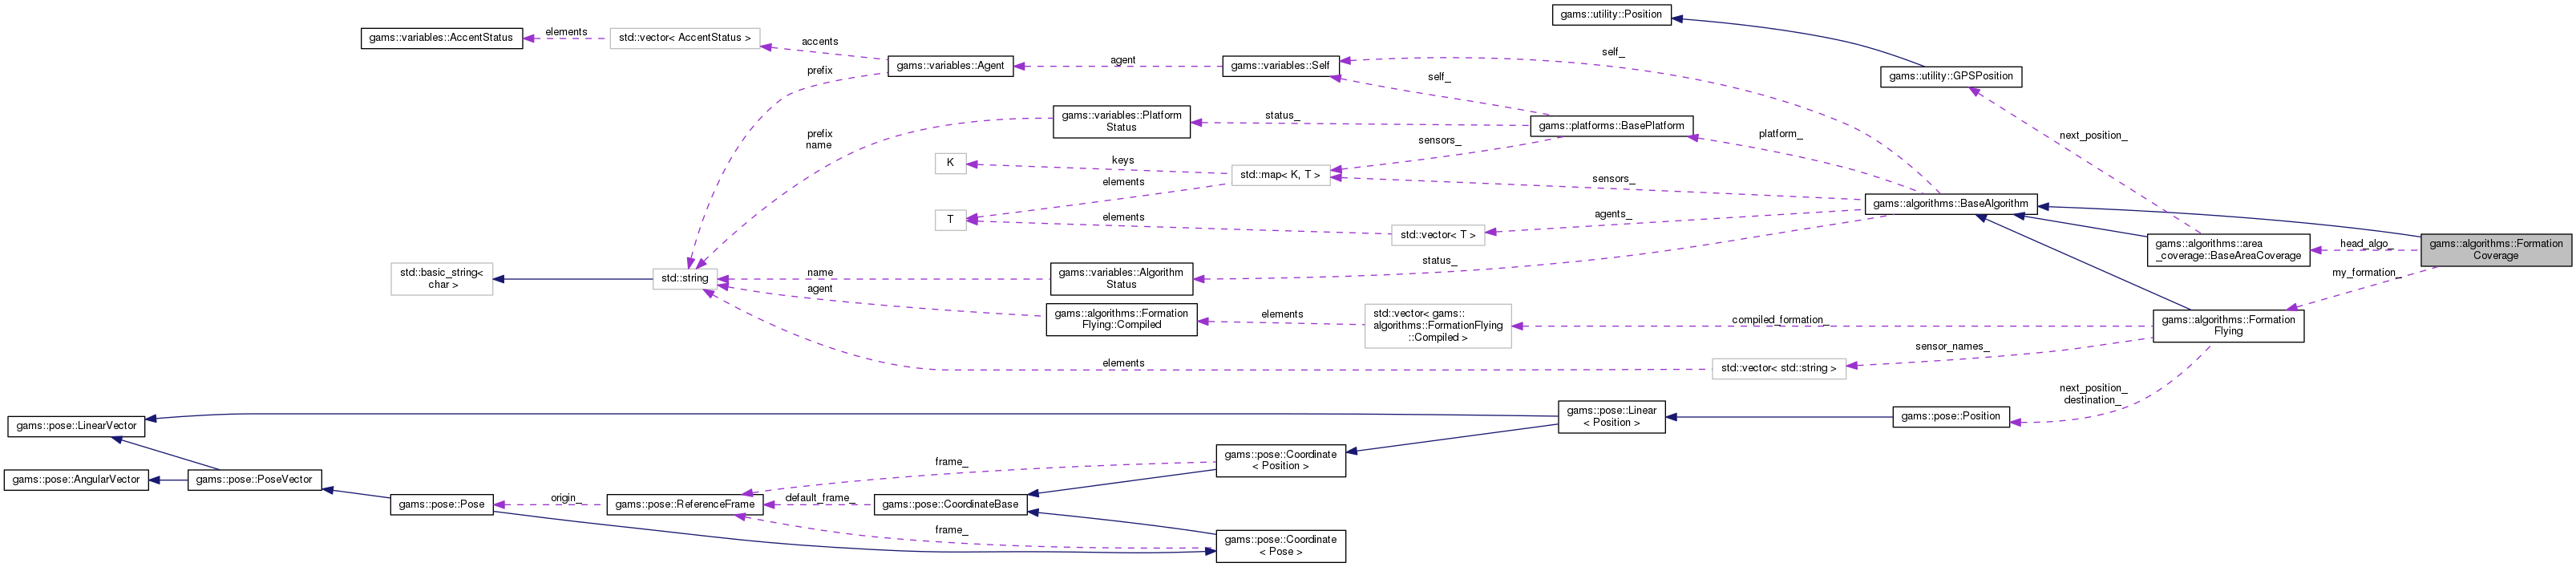 gams::utility::Position
gams::variables::AccentStatus
elements
std::vector< AccentStatus >
accents
self_
gams::variables::Agent
agent
gams::variables::Self
gams::utility::GPSPosition
prefix
self_
gams::variables::Platform
Status
status_
gams::platforms::BasePlatform
platform_
next_position_
prefix
name
sensors_
K
keys
std::map< K, T >
elements
sensors_
gams::algorithms::BaseAlgorithm
T
elements
agents_
std::vector< T >
gams::algorithms::area
_coverage::BaseAreaCoverage
head_algo_
gams::algorithms::Formation
Coverage
status_
my_formation_
std::basic_string<
char >
std::string
name
gams::variables::Algorithm
Status
agent
gams::algorithms::Formation
Flying::Compiled
elements
std::vector< gams::
algorithms::FormationFlying
::Compiled >
compiled_formation_
gams::algorithms::Formation
Flying
sensor_names_
elements
std::vector< std::string >
next_position_
destination_
gams::pose::LinearVector
gams::pose::Linear
< Position >
gams::pose::Position
gams::pose::Coordinate
< Position >
frame_
gams::pose::AngularVector
gams::pose::PoseVector
gams::pose::Pose
origin_
gams::pose::ReferenceFrame
default_frame_
gams::pose::CoordinateBase
frame_
gams::pose::Coordinate
< Pose >